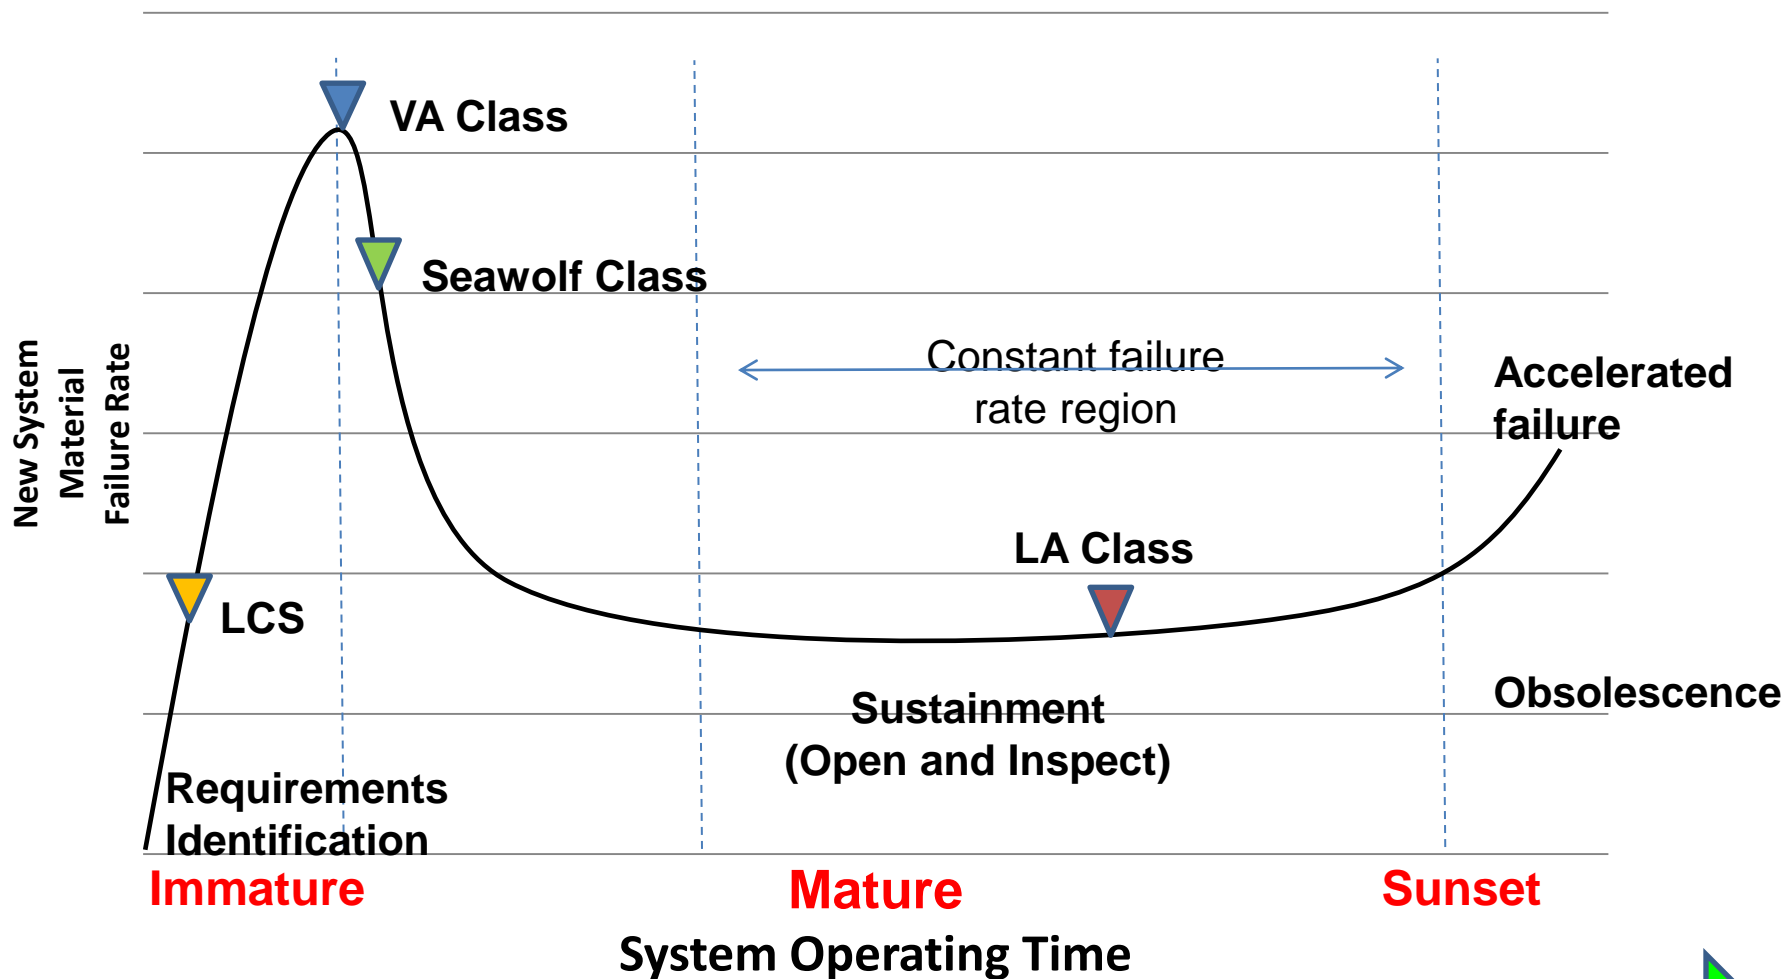 VA Class
Seawolf Class
Constant failure
rate region
Accelerated
failure
New System
Material
Failure Rate
LA Class
LCS
Sustainment
(Open and Inspect)
Obsolescence
Requirements
Identification
Immature
Mature
Sunset
System Operating Time